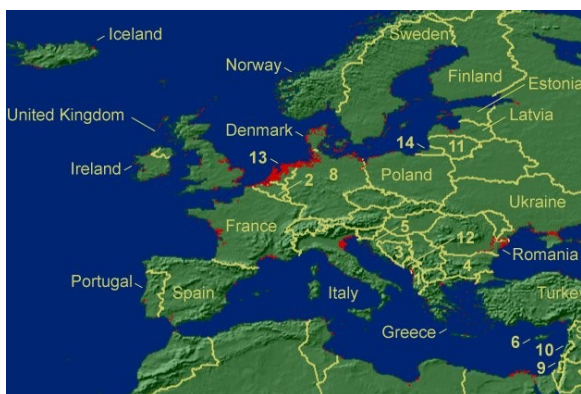 Iceland
Sweden
Norway
Finland
Estonia
United Kingdom
Latvia
Denmark
14
11
13
Ireland
2
8
Poland
Ukraine
France
5
12
3
Romania
4
Portugal
Spain
Italy
Turkey
Greece
6
10
9